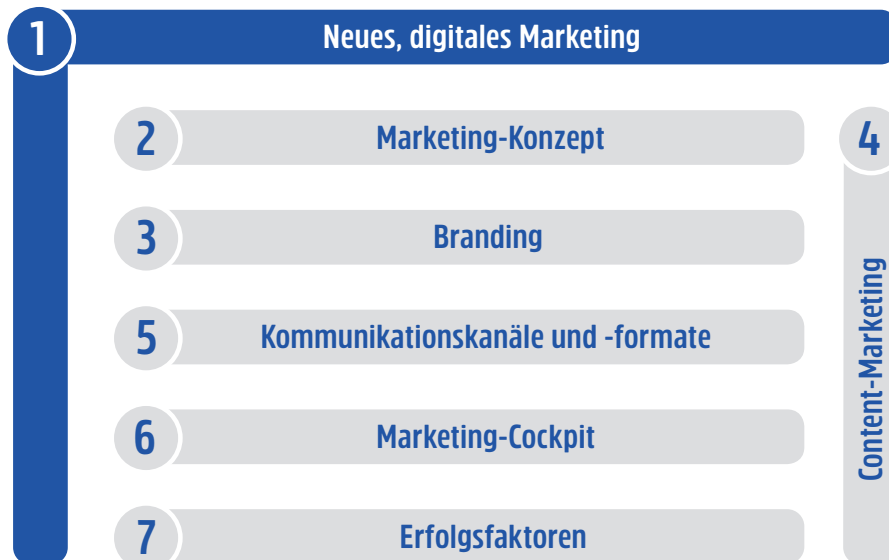 1 Neues, digitales Marketing
2 Marketing-Konzept
3 Branding
4 Content-Marketing
5 Kommunikationskanäle und -formate
6 Marketing-Cockpit
7 Erfolgsfaktoren